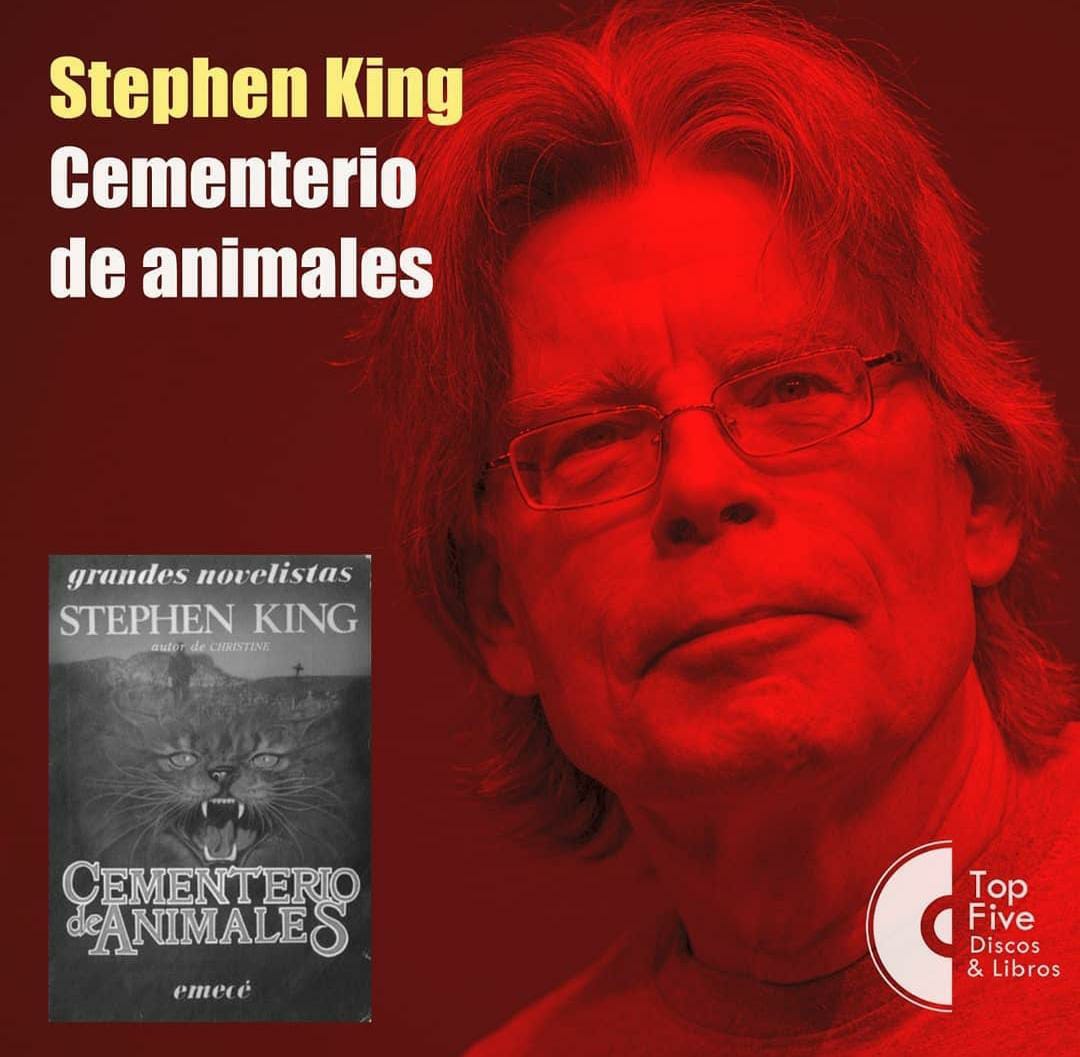 Stephen King
Cementerio
de animales
grandes novelistas
STEPHEN KING
autor de CHRISTINE
CEMENTERIO
de ANIMALES
emecé
Top
Five
Discos
& Libros